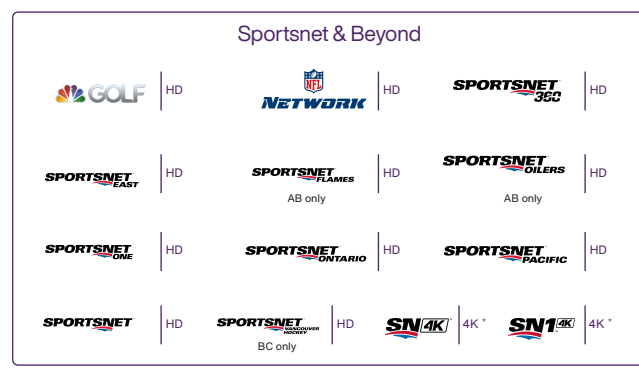 Sportsnet & Beyond
GOLF HD
NFL
NETWORK HD
SPORTSNET
360 HD
SPORTSNET
EAST HD
SPORTSNET
FLAMES HD
AB only
SPORTSNET
OILERS HD
AB only
SPORTSNET
ONE HD
SPORTSNET
ONTARIO HD
SPORTSNET
PACIFIC HD
SPORTSNET HD
SPORTSNET
VANCOUVER
HOCKEY HD
BC only
SN 4K 4K *
SN1 4K 4K *